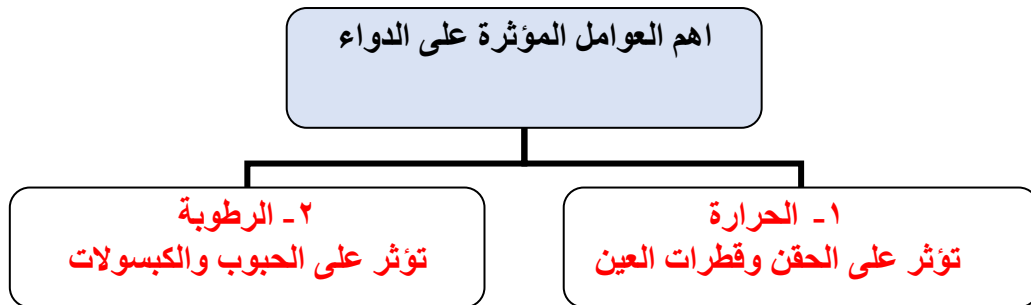 اهم العوامل المؤثرة على الدواء
١- الحرارة
تؤثر على الحقن وقطرات العين
٢- الرطوبة
تؤثر على الحبوب والكبسولات